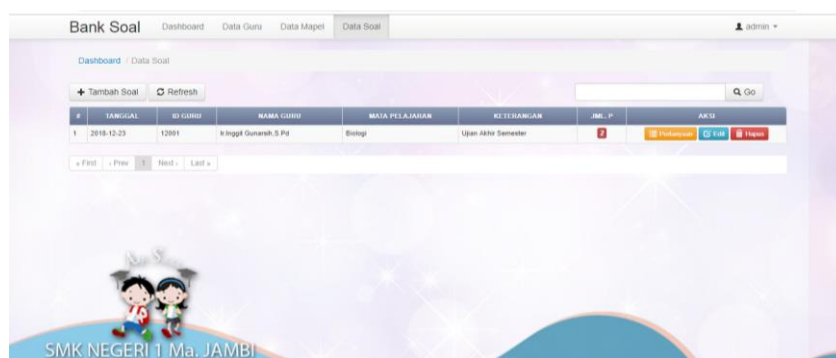 Bank Soal Dashboard Data Guru Data Mapel Data Soal admin
Dashboard / Data Soal
+ Tambah Soal Refresh Go
# TANGGAL ID GURU NAMA GURU MATA PELAJARAN KETERANGAN JML. P AKSI
1 2018-12-23 12001 Ir.Inggit Gunarsih,S.Pd Biologi Ujian Akhir Semester 2 Pertanyaan Edit Hapus
« First ‹ Prev 1 Next › Last »
SMK NEGERI 1 Ma. JAMBI